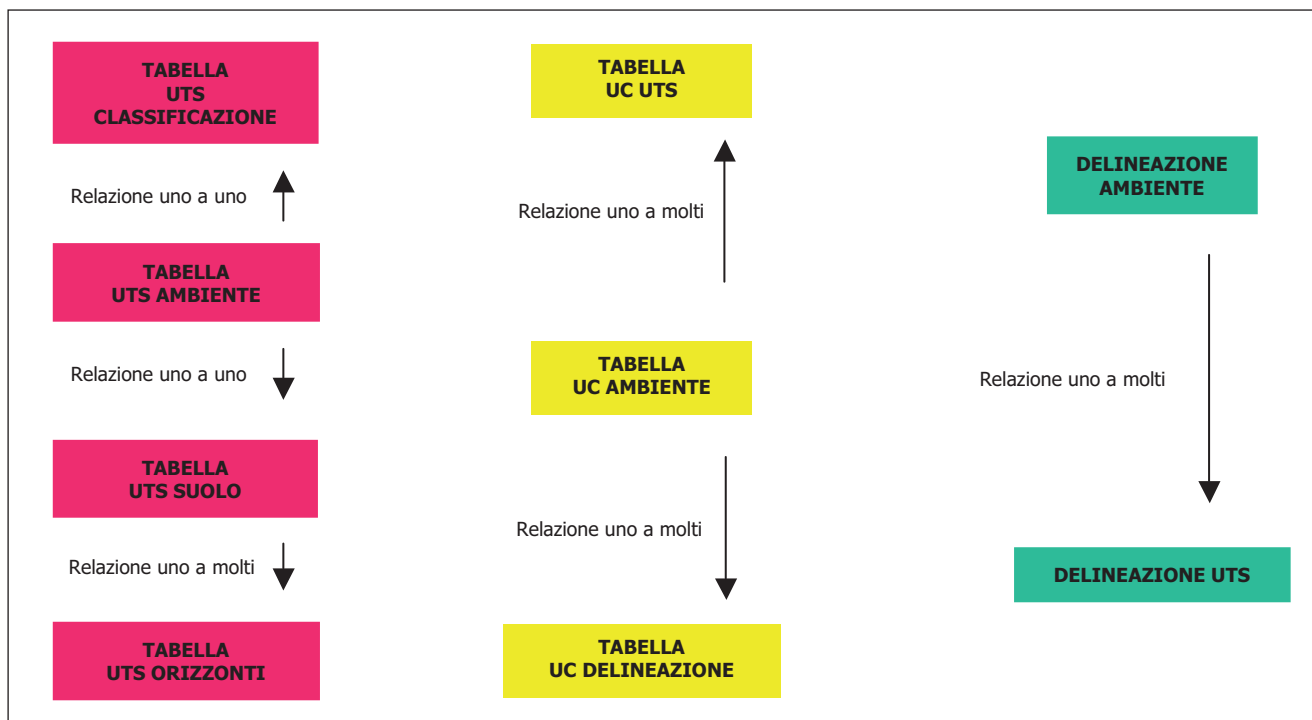 TABELLA
UTS
CLASSIFICAZIONE
Relazione uno a uno
TABELLA
UTS AMBIENTE
Relazione uno a uno
TABELLA
UTS SUOLO
Relazione uno a molti
TABELLA
UTS ORIZZONTI
TABELLA
UC UTS
Relazione uno a molti
TABELLA
UC AMBIENTE
Relazione uno a molti
TABELLA
UC DELINEAZIONE
DELINEAZIONE
AMBIENTE
Relazione uno a molti
DELINEAZIONE UTS